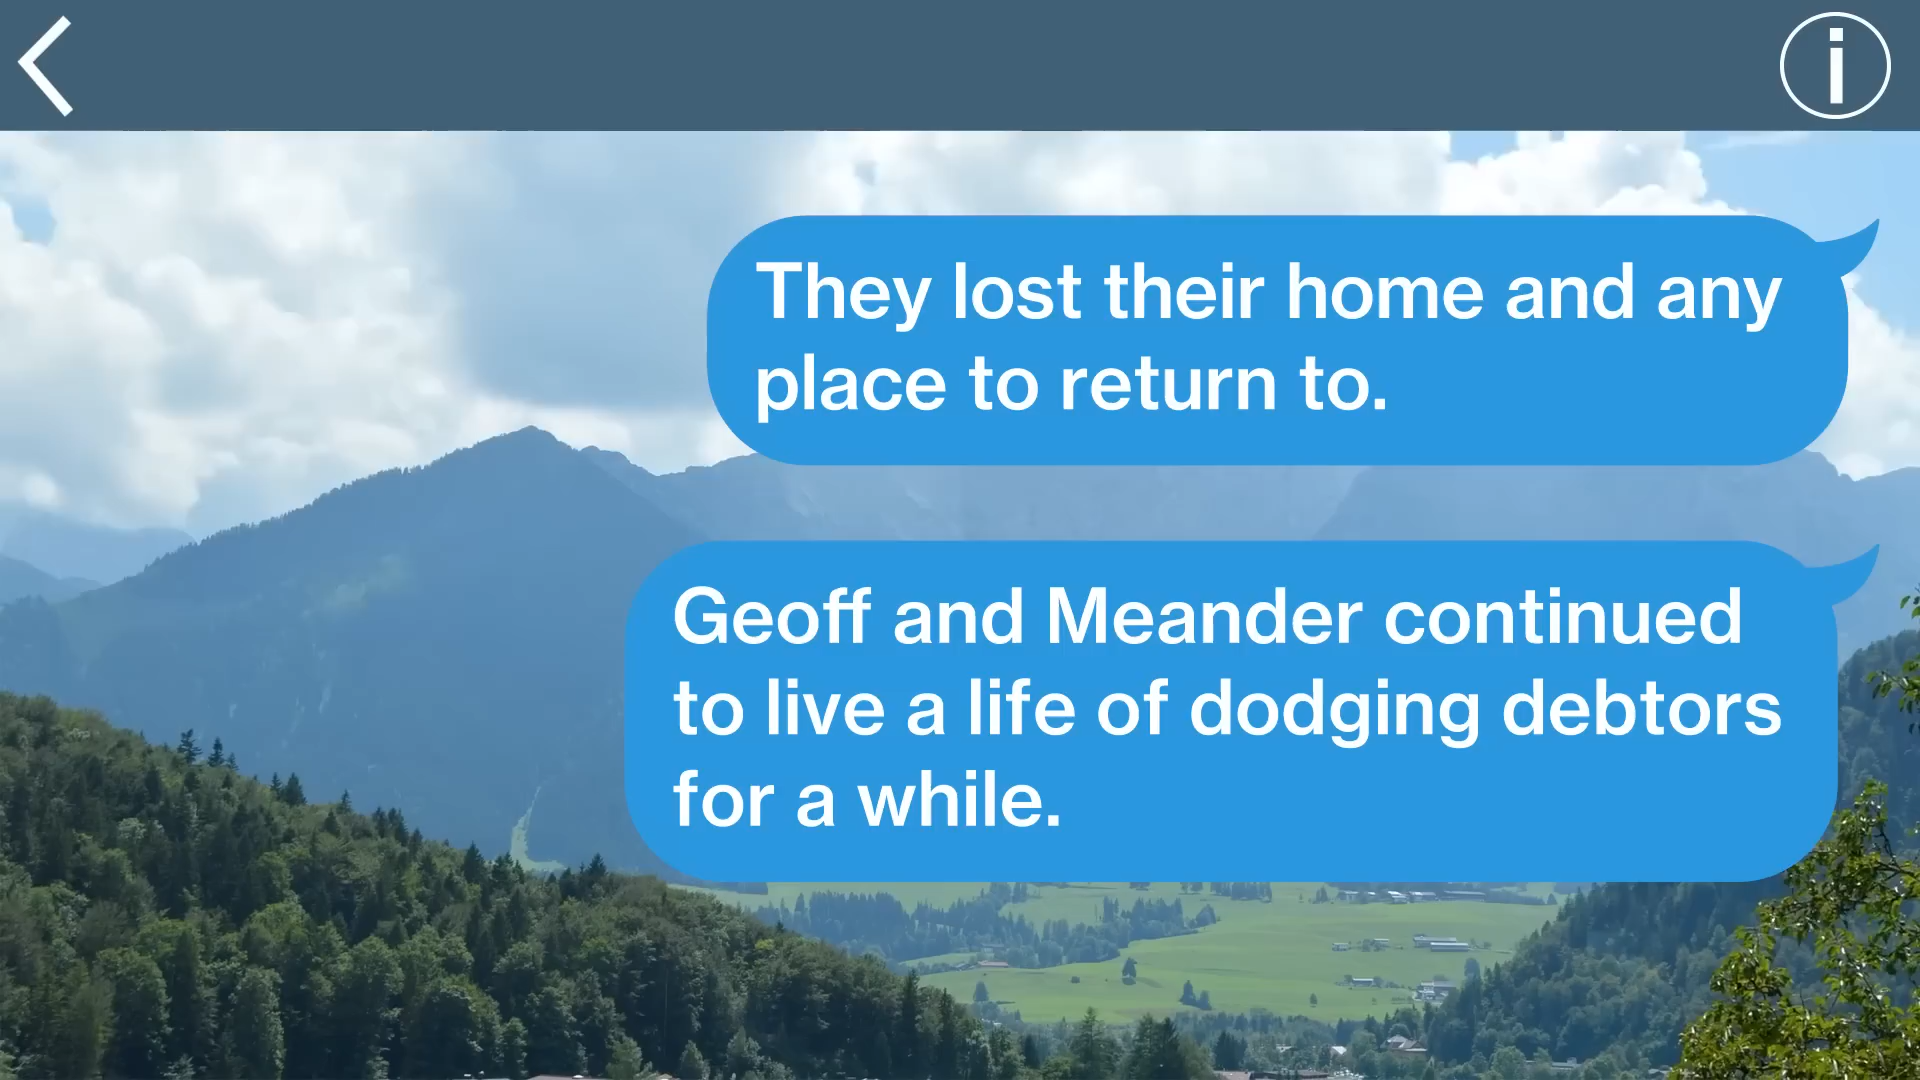 They lost their home and any
place to return to.
Geoff and Meander continued
to live a life of dodging debtors
for a while.